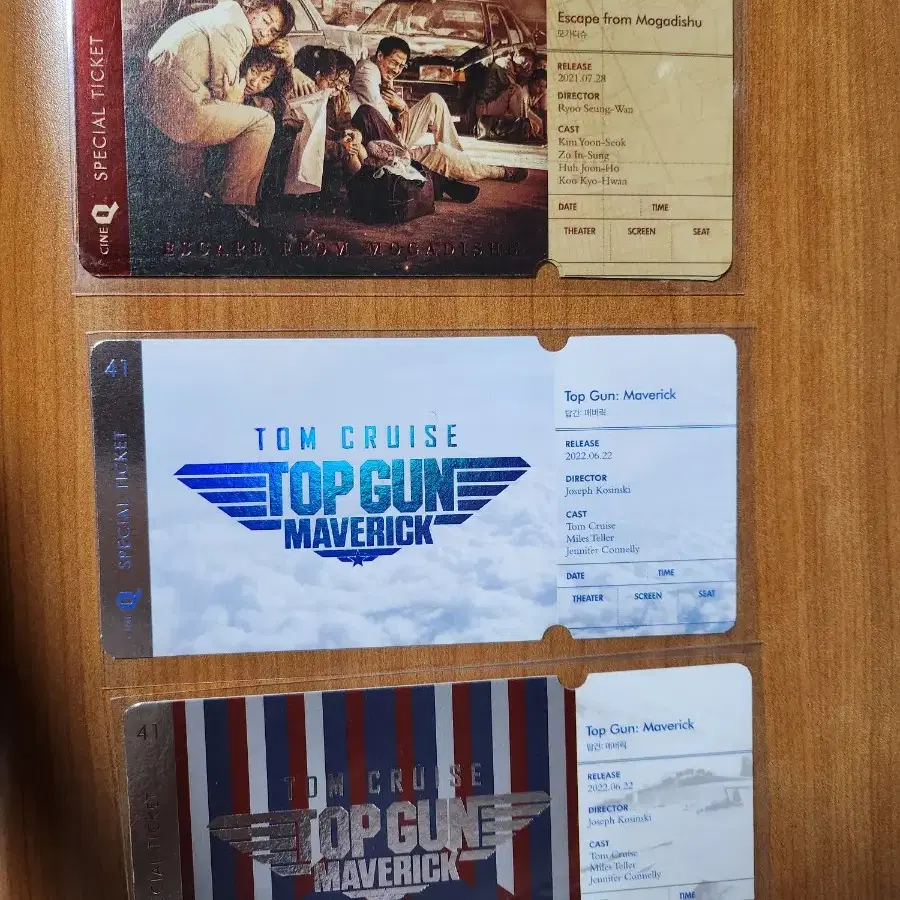 SPECIAL TICKET
CINE Q
ESCAPE FROM MOGADISHU
Escape from Mogadishu
모가디슈
RELEASE
2021.07.28
DIRECTOR
Ryoo Seung-Wan
CAST
Kim Yoon-Seok
Zo In-Sung
Huh Joon-Ho
Koo Kyo-Hwan
DATE TIME
THEATER SCREEN SEAT
41
SPECIAL TICKET
CINE Q
TOM CRUISE
TOP GUN
MAVERICK
Top Gun: Maverick
탑건: 매버릭
RELEASE
2022.06.22
DIRECTOR
Joseph Kosinski
CAST
Tom Cruise
Miles Teller
Jennifer Connelly
DATE TIME
THEATER SCREEN SEAT
41
CIAL TICKET
TOM CRUISE
TOP GUN
MAVERICK
Top Gun: Maverick
탑건: 매버릭
RELEASE
2022.06.22
DIRECTOR
Joseph Kosinski
CAST
Tom Cruise
Miles Teller
Jennifer Connelly
TIME